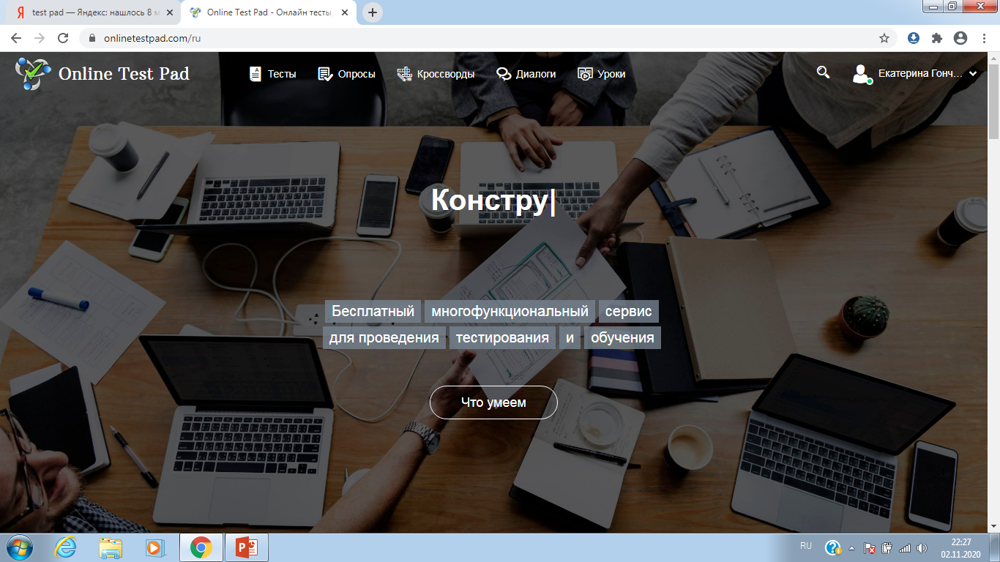 test pad — Яндекс: нашлось 8 м
Online Test Pad - Онлайн тесты,
onlinetestpad.com/ru
Online Test Pad
Тесты
Опросы
Кроссворды
Диалоги
Уроки
Екатерина Гонч...
Констру|
Бесплатный многофункциональный сервис
для проведения тестирования и обучения
Что умеем
RU
22:27
02.11.2020